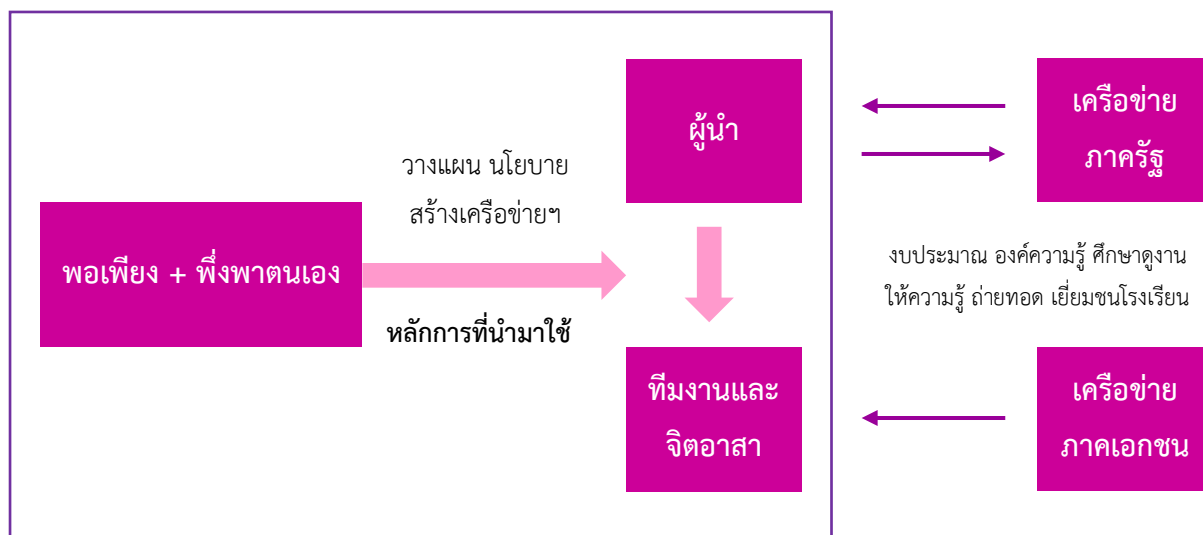 พอเพียง + พึ่งพาตนเอง
วางแผน นโยบาย
สร้างเครือข่ายฯ
หลักการที่นำมาใช้
ผู้นำ
ทีมงานและ
จิตอาสา
เครือข่าย
ภาครัฐ
งบประมาณ องค์ความรู้ ศึกษาดูงาน
ให้ความรู้ ถ่ายทอด เยี่ยมชนโรงเรียน
เครือข่าย
ภาคเอกชน